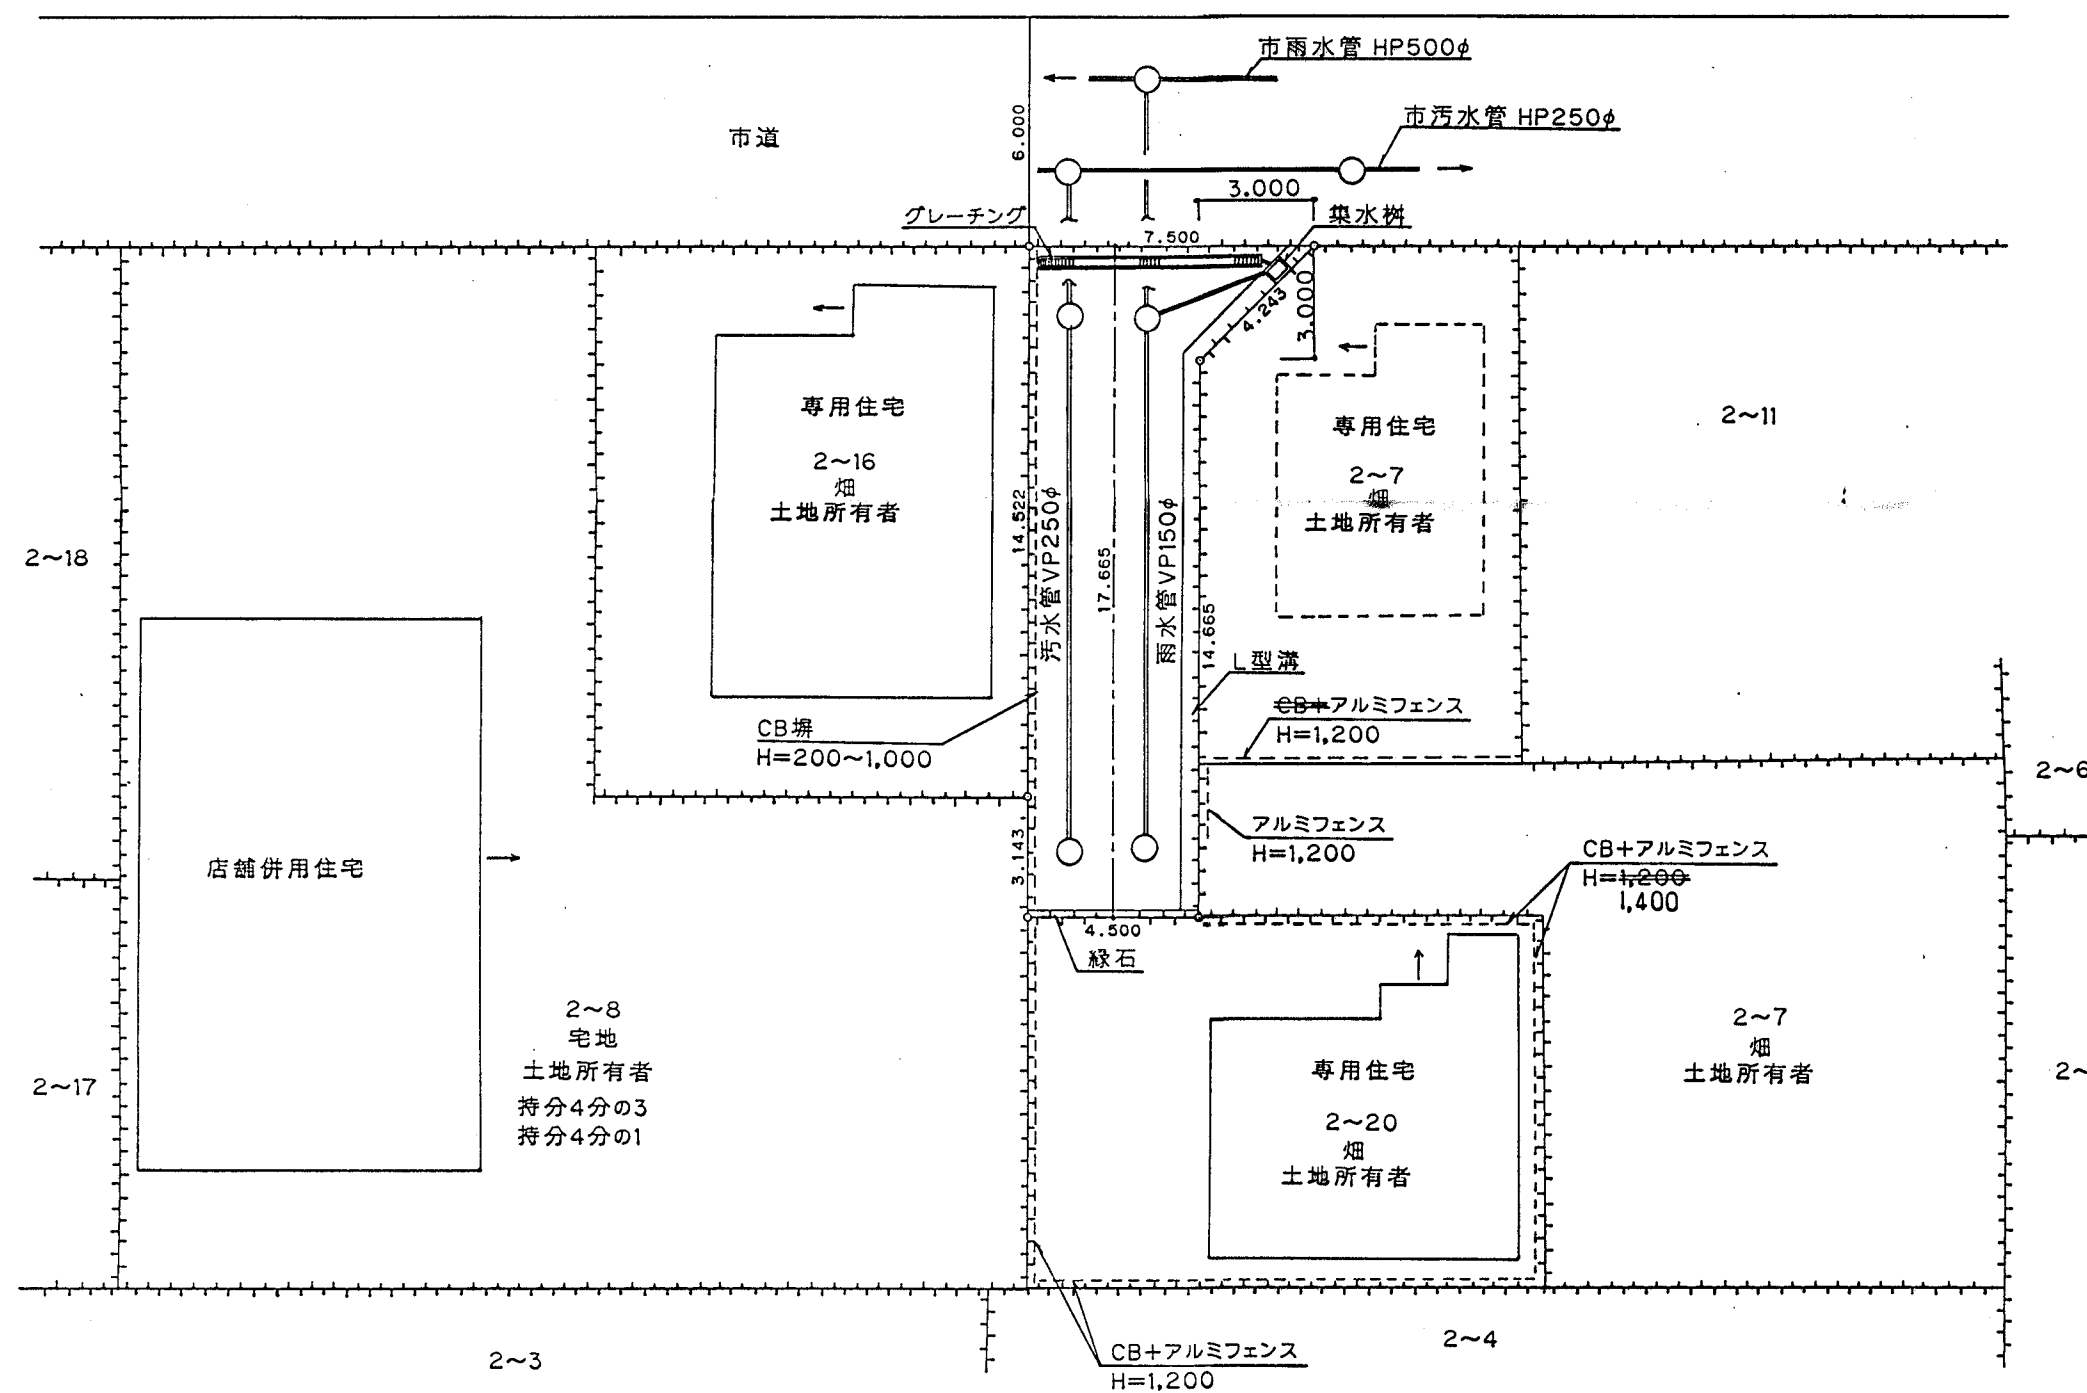 市雨水管 HP500φ
市汚水管 HP250φ
市道
6.000
3.000
グレーチング
集水桝
7.500
4.243
3.000
専用住宅
2〜16
畑
土地所有者
専用住宅
2〜7
畑
土地所有者
2〜11
2〜18
14.522
汚水管VP250φ
17.665
雨水管VP150φ
14.665
L型溝
CB+アルミフェンス
H=1,200
CB塀
H=200〜1,000
2〜6
アルミフェンス
H=1,200
3.143
CB+アルミフェンス
H=1,200
1,400
店舗併用住宅
4.500
緑石
2〜8
宅地
土地所有者
持分4分の3
持分4分の1
2〜17
専用住宅
2〜20
畑
土地所有者
2〜7
畑
土地所有者
2〜
2〜3
CB+アルミフェンス
H=1,200
2〜4